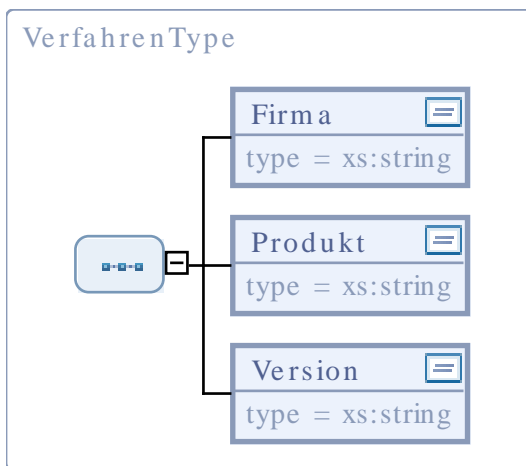 VerfahrenType
Firma
type = xs:string
Produkt
type = xs:string
Version
type = xs:string